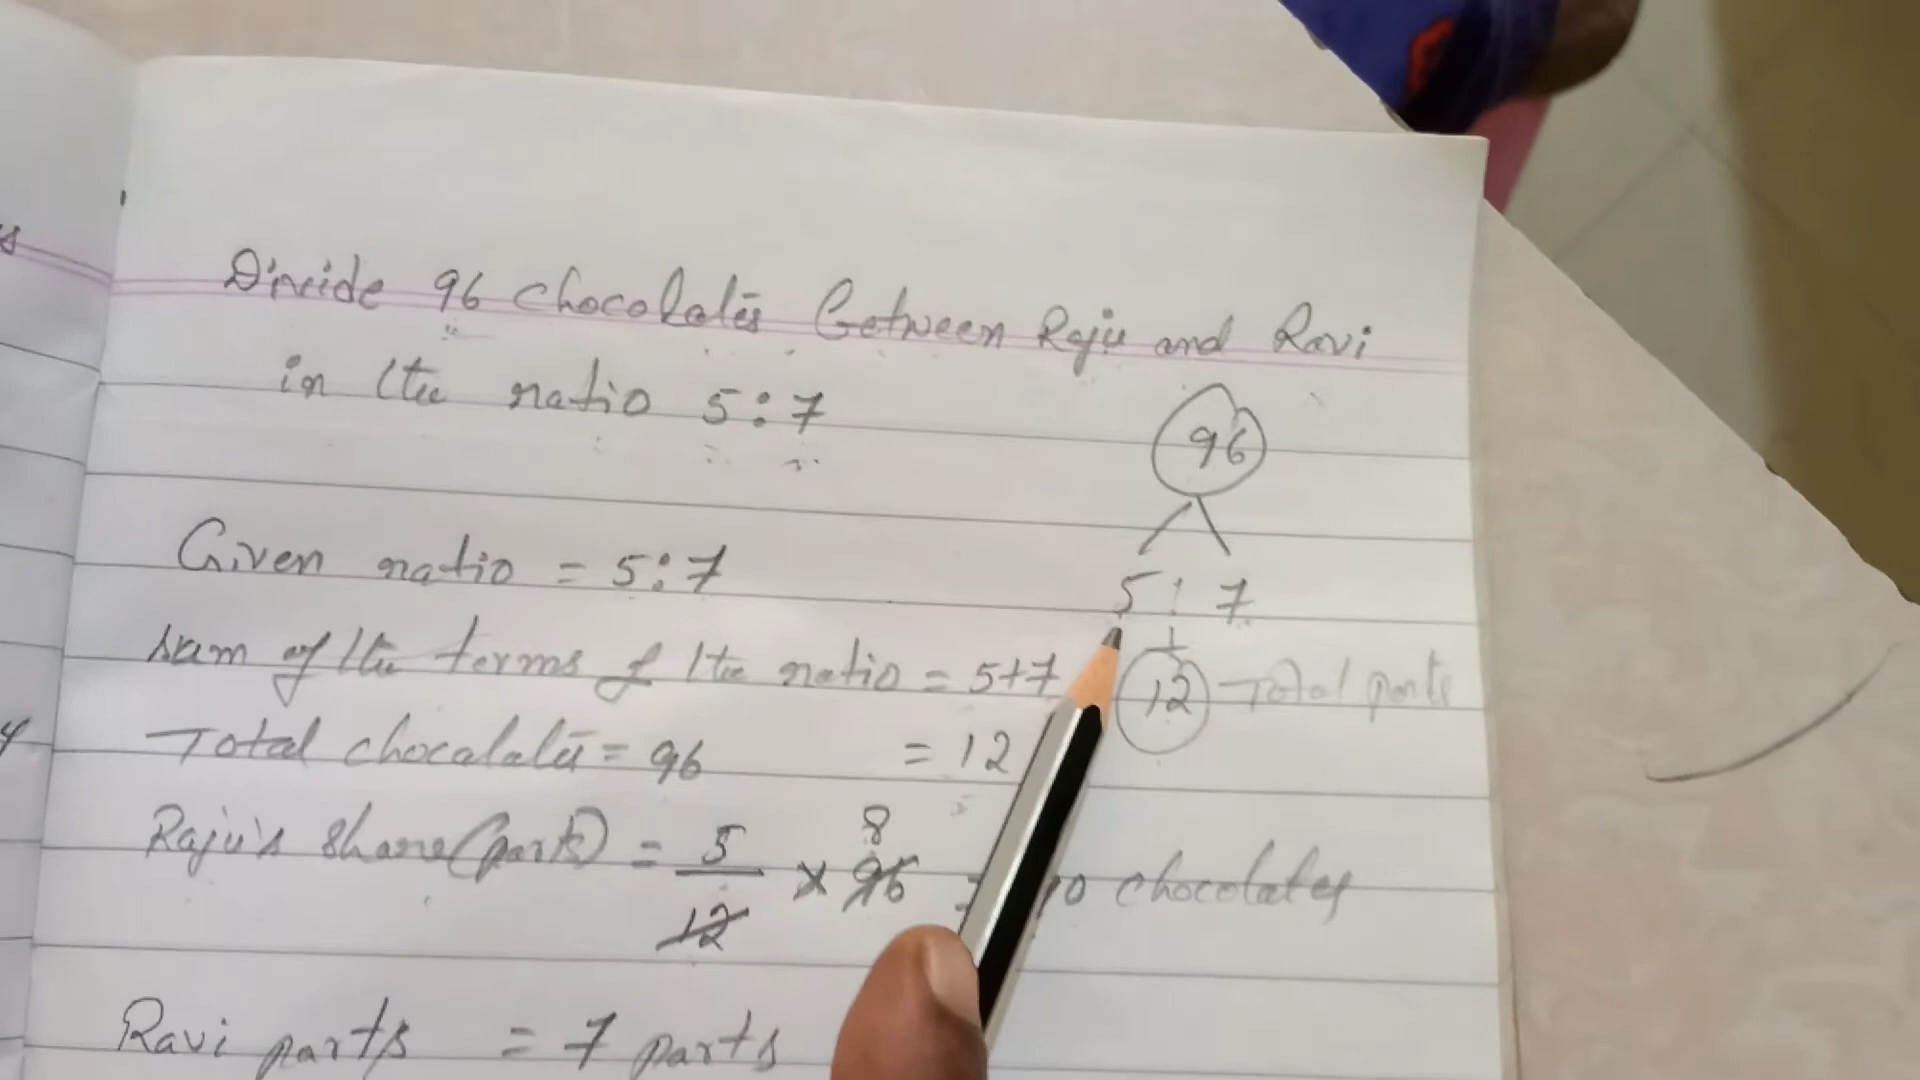 Divide 96 chocolates between Raju and Ravi
in the ratio 5:7
96
Given ratio = 5:7
5 : 7
Sum of the terms of the ratio = 5+7
12 Total parts
Total chocalates = 96 = 12
8
Raju's share (parts) = 5/12 × 96 = chocolates
Ravi parts = 7 parts